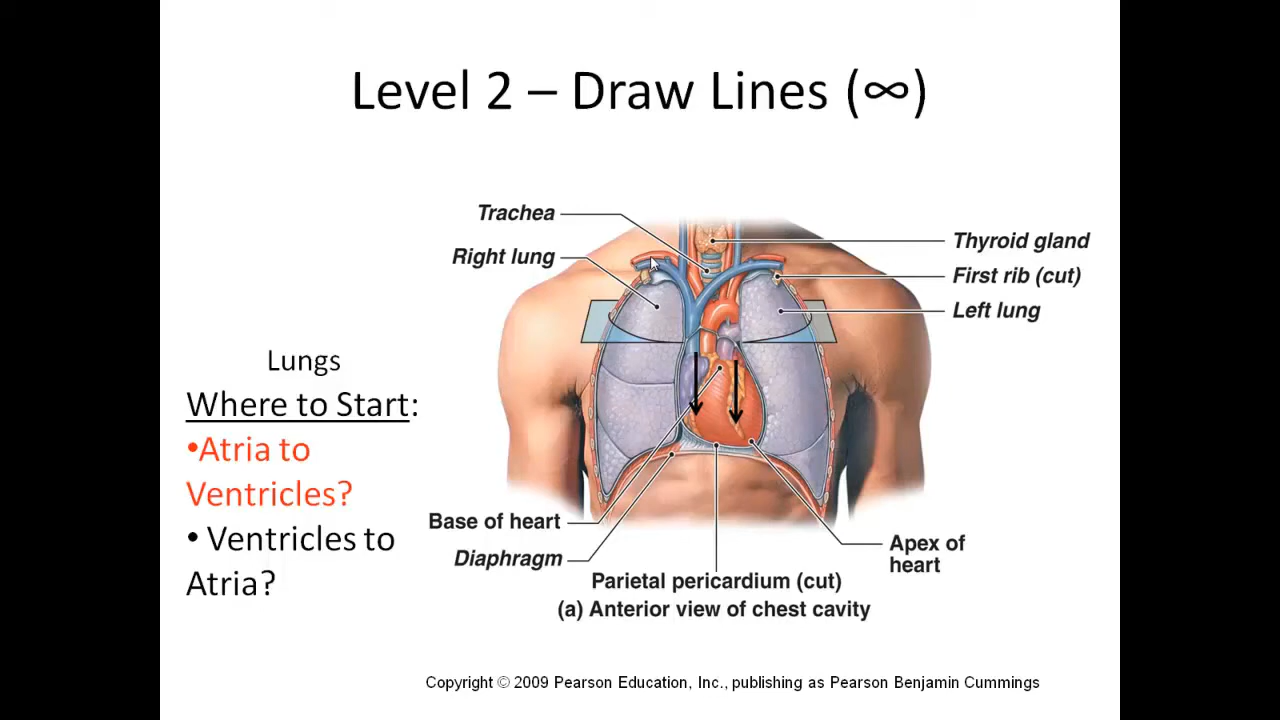 Level 2 – Draw Lines (∞)
Trachea
Right lung
Thyroid gland
First rib (cut)
Left lung
Lungs
Where to Start:
•Atria to
Ventricles?
• Ventricles to
Atria?
Base of heart
Diaphragm
Apex of
heart
Parietal pericardium (cut)
(a) Anterior view of chest cavity
Copyright © 2009 Pearson Education, Inc., publishing as Pearson Benjamin Cummings